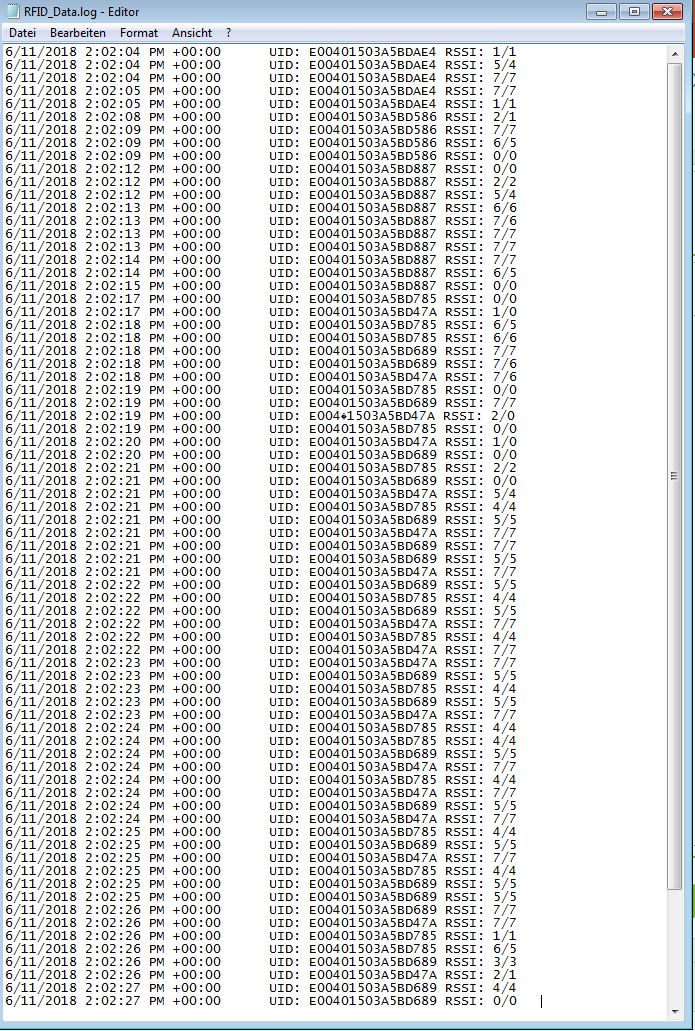 RFID_Data.log - Editor
Datei Bearbeiten Format Ansicht ?
6/11/2018 2:02:04 PM +00:00 UID: E00401503A5BDAE4 RSSI: 1/1
6/11/2018 2:02:04 PM +00:00 UID: E00401503A5BDAE4 RSSI: 5/4
6/11/2018 2:02:04 PM +00:00 UID: E00401503A5BDAE4 RSSI: 7/7
6/11/2018 2:02:05 PM +00:00 UID: E00401503A5BDAE4 RSSI: 7/7
6/11/2018 2:02:05 PM +00:00 UID: E00401503A5BDAE4 RSSI: 1/1
6/11/2018 2:02:08 PM +00:00 UID: E00401503A5BD586 RSSI: 2/1
6/11/2018 2:02:09 PM +00:00 UID: E00401503A5BD586 RSSI: 7/7
6/11/2018 2:02:09 PM +00:00 UID: E00401503A5BD586 RSSI: 6/5
6/11/2018 2:02:09 PM +00:00 UID: E00401503A5BD586 RSSI: 0/0
6/11/2018 2:02:12 PM +00:00 UID: E00401503A5BD887 RSSI: 0/0
6/11/2018 2:02:12 PM +00:00 UID: E00401503A5BD887 RSSI: 2/2
6/11/2018 2:02:12 PM +00:00 UID: E00401503A5BD887 RSSI: 5/4
6/11/2018 2:02:13 PM +00:00 UID: E00401503A5BD887 RSSI: 6/6
6/11/2018 2:02:13 PM +00:00 UID: E00401503A5BD887 RSSI: 7/6
6/11/2018 2:02:13 PM +00:00 UID: E00401503A5BD887 RSSI: 7/7
6/11/2018 2:02:13 PM +00:00 UID: E00401503A5BD887 RSSI: 7/7
6/11/2018 2:02:14 PM +00:00 UID: E00401503A5BD887 RSSI: 7/7
6/11/2018 2:02:14 PM +00:00 UID: E00401503A5BD887 RSSI: 6/5
6/11/2018 2:02:15 PM +00:00 UID: E00401503A5BD887 RSSI: 0/0
6/11/2018 2:02:17 PM +00:00 UID: E00401503A5BD785 RSSI: 0/0
6/11/2018 2:02:17 PM +00:00 UID: E00401503A5BD47A RSSI: 1/0
6/11/2018 2:02:18 PM +00:00 UID: E00401503A5BD785 RSSI: 6/5
6/11/2018 2:02:18 PM +00:00 UID: E00401503A5BD785 RSSI: 6/6
6/11/2018 2:02:18 PM +00:00 UID: E00401503A5BD689 RSSI: 7/7
6/11/2018 2:02:18 PM +00:00 UID: E00401503A5BD689 RSSI: 7/6
6/11/2018 2:02:18 PM +00:00 UID: E00401503A5BD47A RSSI: 7/6
6/11/2018 2:02:19 PM +00:00 UID: E00401503A5BD785 RSSI: 0/0
6/11/2018 2:02:19 PM +00:00 UID: E00401503A5BD689 RSSI: 7/7
6/11/2018 2:02:19 PM +00:00 UID: E004♦1503A5BD47A RSSI: 2/0
6/11/2018 2:02:19 PM +00:00 UID: E00401503A5BD785 RSSI: 0/0
6/11/2018 2:02:20 PM +00:00 UID: E00401503A5BD47A RSSI: 1/0
6/11/2018 2:02:20 PM +00:00 UID: E00401503A5BD689 RSSI: 0/0
6/11/2018 2:02:21 PM +00:00 UID: E00401503A5BD785 RSSI: 2/2
6/11/2018 2:02:21 PM +00:00 UID: E00401503A5BD689 RSSI: 0/0
6/11/2018 2:02:21 PM +00:00 UID: E00401503A5BD47A RSSI: 5/4
6/11/2018 2:02:21 PM +00:00 UID: E00401503A5BD785 RSSI: 4/4
6/11/2018 2:02:21 PM +00:00 UID: E00401503A5BD689 RSSI: 5/5
6/11/2018 2:02:21 PM +00:00 UID: E00401503A5BD47A RSSI: 7/7
6/11/2018 2:02:21 PM +00:00 UID: E00401503A5BD47A RSSI: 7/7
6/11/2018 2:02:21 PM +00:00 UID: E00401503A5BD689 RSSI: 5/5
6/11/2018 2:02:21 PM +00:00 UID: E00401503A5BD47A RSSI: 7/7
6/11/2018 2:02:22 PM +00:00 UID: E00401503A5BD689 RSSI: 5/5
6/11/2018 2:02:22 PM +00:00 UID: E00401503A5BD785 RSSI: 4/4
6/11/2018 2:02:22 PM +00:00 UID: E00401503A5BD689 RSSI: 5/5
6/11/2018 2:02:22 PM +00:00 UID: E00401503A5BD47A RSSI: 7/7
6/11/2018 2:02:22 PM +00:00 UID: E00401503A5BD785 RSSI: 4/4
6/11/2018 2:02:22 PM +00:00 UID: E00401503A5BD47A RSSI: 7/7
6/11/2018 2:02:23 PM +00:00 UID: E00401503A5BD47A RSSI: 7/7
6/11/2018 2:02:23 PM +00:00 UID: E00401503A5BD689 RSSI: 5/5
6/11/2018 2:02:23 PM +00:00 UID: E00401503A5BD785 RSSI: 4/4
6/11/2018 2:02:23 PM +00:00 UID: E00401503A5BD689 RSSI: 5/5
6/11/2018 2:02:23 PM +00:00 UID: E00401503A5BD47A RSSI: 7/7
6/11/2018 2:02:24 PM +00:00 UID: E00401503A5BD785 RSSI: 4/4
6/11/2018 2:02:24 PM +00:00 UID: E00401503A5BD785 RSSI: 4/4
6/11/2018 2:02:24 PM +00:00 UID: E00401503A5BD689 RSSI: 5/5
6/11/2018 2:02:24 PM +00:00 UID: E00401503A5BD47A RSSI: 7/7
6/11/2018 2:02:24 PM +00:00 UID: E00401503A5BD785 RSSI: 4/4
6/11/2018 2:02:24 PM +00:00 UID: E00401503A5BD47A RSSI: 7/7
6/11/2018 2:02:24 PM +00:00 UID: E00401503A5BD689 RSSI: 5/5
6/11/2018 2:02:24 PM +00:00 UID: E00401503A5BD47A RSSI: 7/7
6/11/2018 2:02:25 PM +00:00 UID: E00401503A5BD785 RSSI: 4/4
6/11/2018 2:02:25 PM +00:00 UID: E00401503A5BD689 RSSI: 5/5
6/11/2018 2:02:25 PM +00:00 UID: E00401503A5BD47A RSSI: 7/7
6/11/2018 2:02:25 PM +00:00 UID: E00401503A5BD785 RSSI: 4/4
6/11/2018 2:02:25 PM +00:00 UID: E00401503A5BD689 RSSI: 5/5
6/11/2018 2:02:25 PM +00:00 UID: E00401503A5BD689 RSSI: 5/5
6/11/2018 2:02:26 PM +00:00 UID: E00401503A5BD689 RSSI: 7/7
6/11/2018 2:02:26 PM +00:00 UID: E00401503A5BD47A RSSI: 7/7
6/11/2018 2:02:26 PM +00:00 UID: E00401503A5BD785 RSSI: 1/1
6/11/2018 2:02:26 PM +00:00 UID: E00401503A5BD785 RSSI: 6/5
6/11/2018 2:02:26 PM +00:00 UID: E00401503A5BD689 RSSI: 3/3
6/11/2018 2:02:26 PM +00:00 UID: E00401503A5BD47A RSSI: 2/1
6/11/2018 2:02:27 PM +00:00 UID: E00401503A5BD689 RSSI: 4/4
6/11/2018 2:02:27 PM +00:00 UID: E00401503A5BD689 RSSI: 0/0